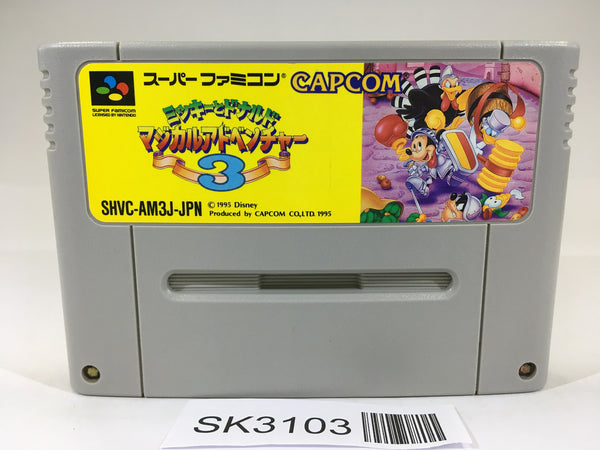 スーパーファミコン®
CAPCOM®
SUPER FAMICOM
LICENSED BY NINTENDO
ミッキーとドナルド
マジカルアドベンチャー
3
SHVC-AM3J-JPN
© 1995 Disney
Produced by CAPCOM CO.,LTD. 1995
SK3103